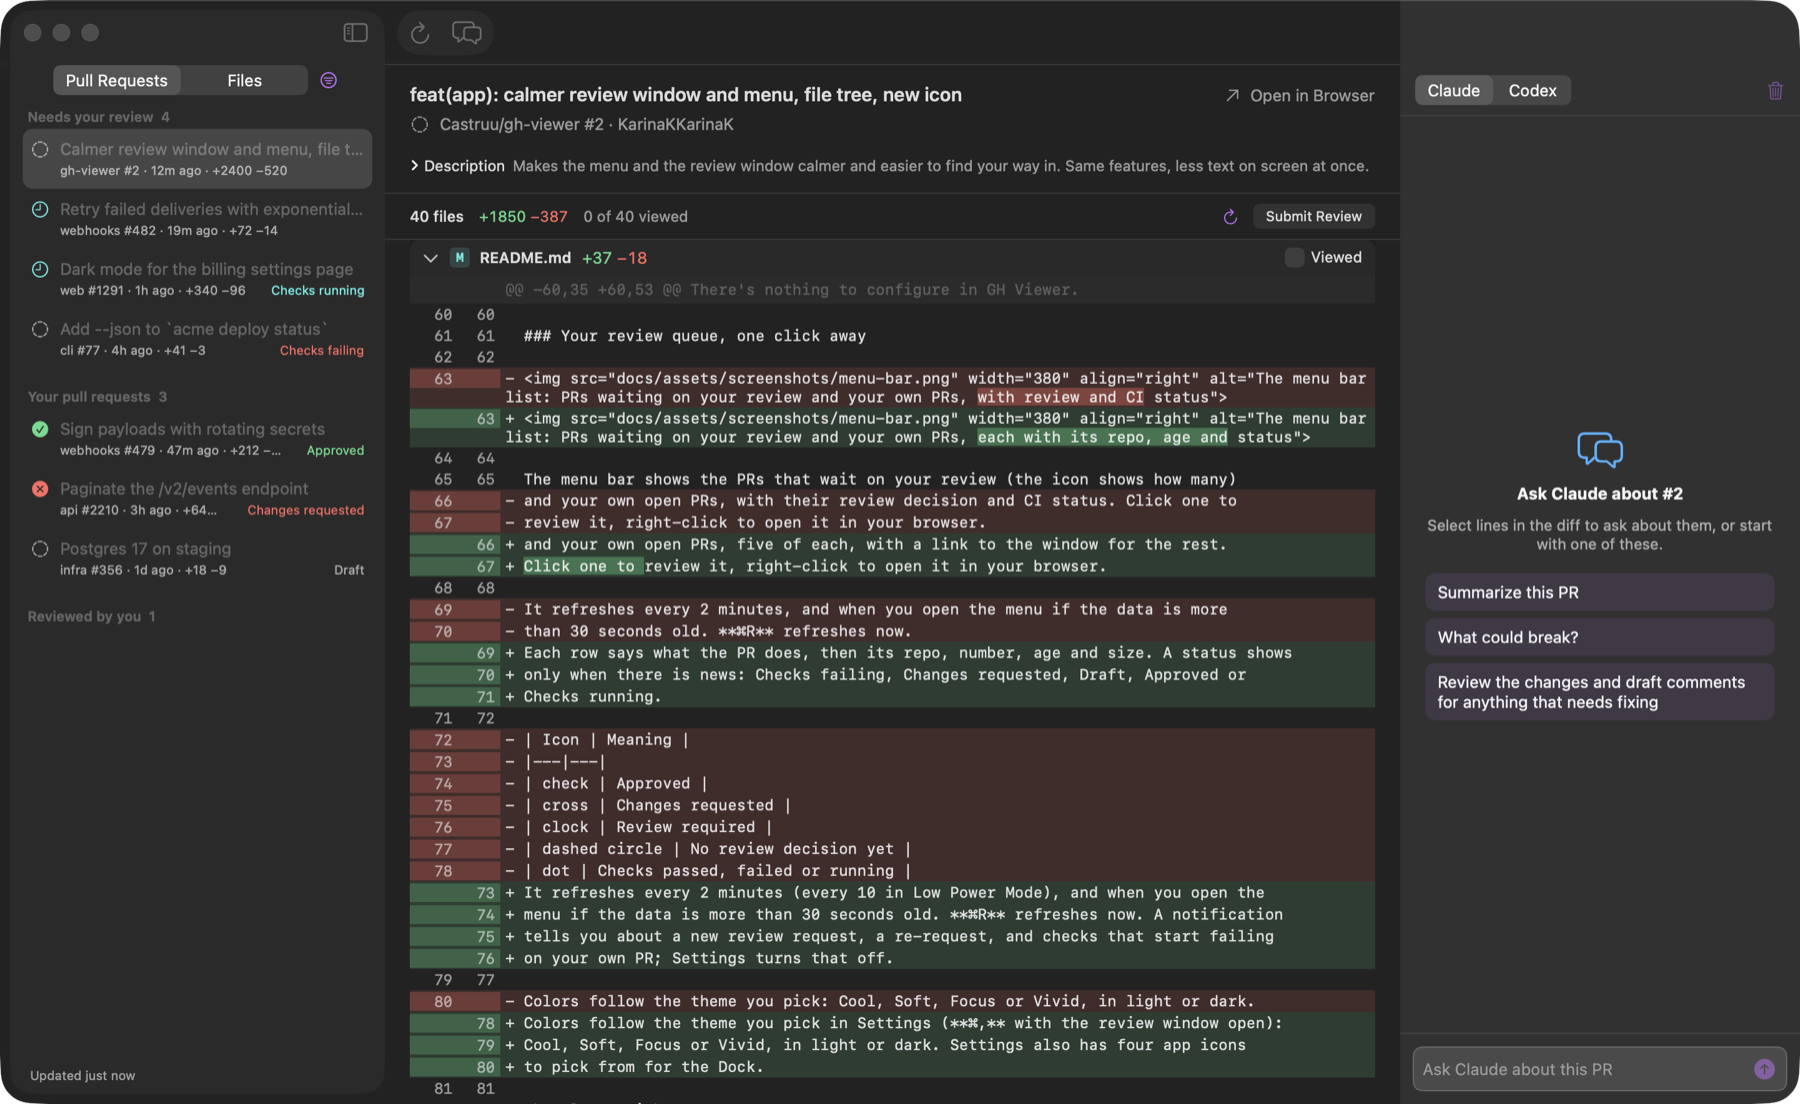 Pull Requests
Files
Needs your review 4
Calmer review window and menu, file t...
gh-viewer #2 · 12m ago · +2400 −520
Retry failed deliveries with exponential...
webhooks #482 · 19m ago · +72 −14
Dark mode for the billing settings page
web #1291 · 1h ago · +340 −96 Checks running
Add --json to `acme deploy status`
cli #77 · 4h ago · +41 −3 Checks failing
Your pull requests 3
Sign payloads with rotating secrets
webhooks #479 · 47m ago · +212 −... Approved
Paginate the /v2/events endpoint
api #2210 · 3h ago · +64... Changes requested
Postgres 17 on staging
infra #356 · 1d ago · +18 −9 Draft
Reviewed by you 1
Updated just now
feat(app): calmer review window and menu, file tree, new icon
Open in Browser
Castruu/gh-viewer #2 · KarinaKKarinaK
Description Makes the menu and the review window calmer and easier to find your way in. Same features, less text on screen at once.
40 files +1850 −387 0 of 40 viewed
Submit Review
M README.md +37 −18
Viewed
@@ −60,35 +60,53 @@ There's nothing to configure in GH Viewer.
60 60
61 61 ### Your review queue, one click away
62 62
63 − <img src="docs/assets/screenshots/menu-bar.png" width="380" align="right" alt="The menu bar
list: PRs waiting on your review and your own PRs, with review and CI status">
63 + <img src="docs/assets/screenshots/menu-bar.png" width="380" align="right" alt="The menu bar
list: PRs waiting on your review and your own PRs, each with its repo, age and status">
64 64
65 65 The menu bar shows the PRs that wait on your review (the icon shows how many)
66 − and your own open PRs, with their review decision and CI status. Click one to
67 − review it, right-click to open it in your browser.
66 + and your own open PRs, five of each, with a link to the window for the rest.
67 + Click one to review it, right-click to open it in your browser.
68 68
69 − It refreshes every 2 minutes, and when you open the menu if the data is more
70 − than 30 seconds old. **⌘R** refreshes now.
69 + Each row says what the PR does, then its repo, number, age and size. A status shows
70 + only when there is news: Checks failing, Changes requested, Draft, Approved or
71 + Checks running.
71 72
72 − | Icon | Meaning |
73 − |---|---|
74 − | check | Approved |
75 − | cross | Changes requested |
76 − | clock | Review required |
77 − | dashed circle | No review decision yet |
78 − | dot | Checks passed, failed or running |
73 + It refreshes every 2 minutes (every 10 in Low Power Mode), and when you open the
74 + menu if the data is more than 30 seconds old. **⌘R** refreshes now. A notification
75 + tells you about a new review request, a re-request, and checks that start failing
76 + on your own PR; Settings turns that off.
79 77
80 − Colors follow the theme you pick: Cool, Soft, Focus or Vivid, in light or dark.
78 + Colors follow the theme you pick in Settings (**⌘,** with the review window open):
79 + Cool, Soft, Focus or Vivid, in light or dark. Settings also has four app icons
80 + to pick from for the Dock.
81 81
Claude
Codex
Ask Claude about #2
Select lines in the diff to ask about them, or start
with one of these.
Summarize this PR
What could break?
Review the changes and draft comments
for anything that needs fixing
Ask Claude about this PR